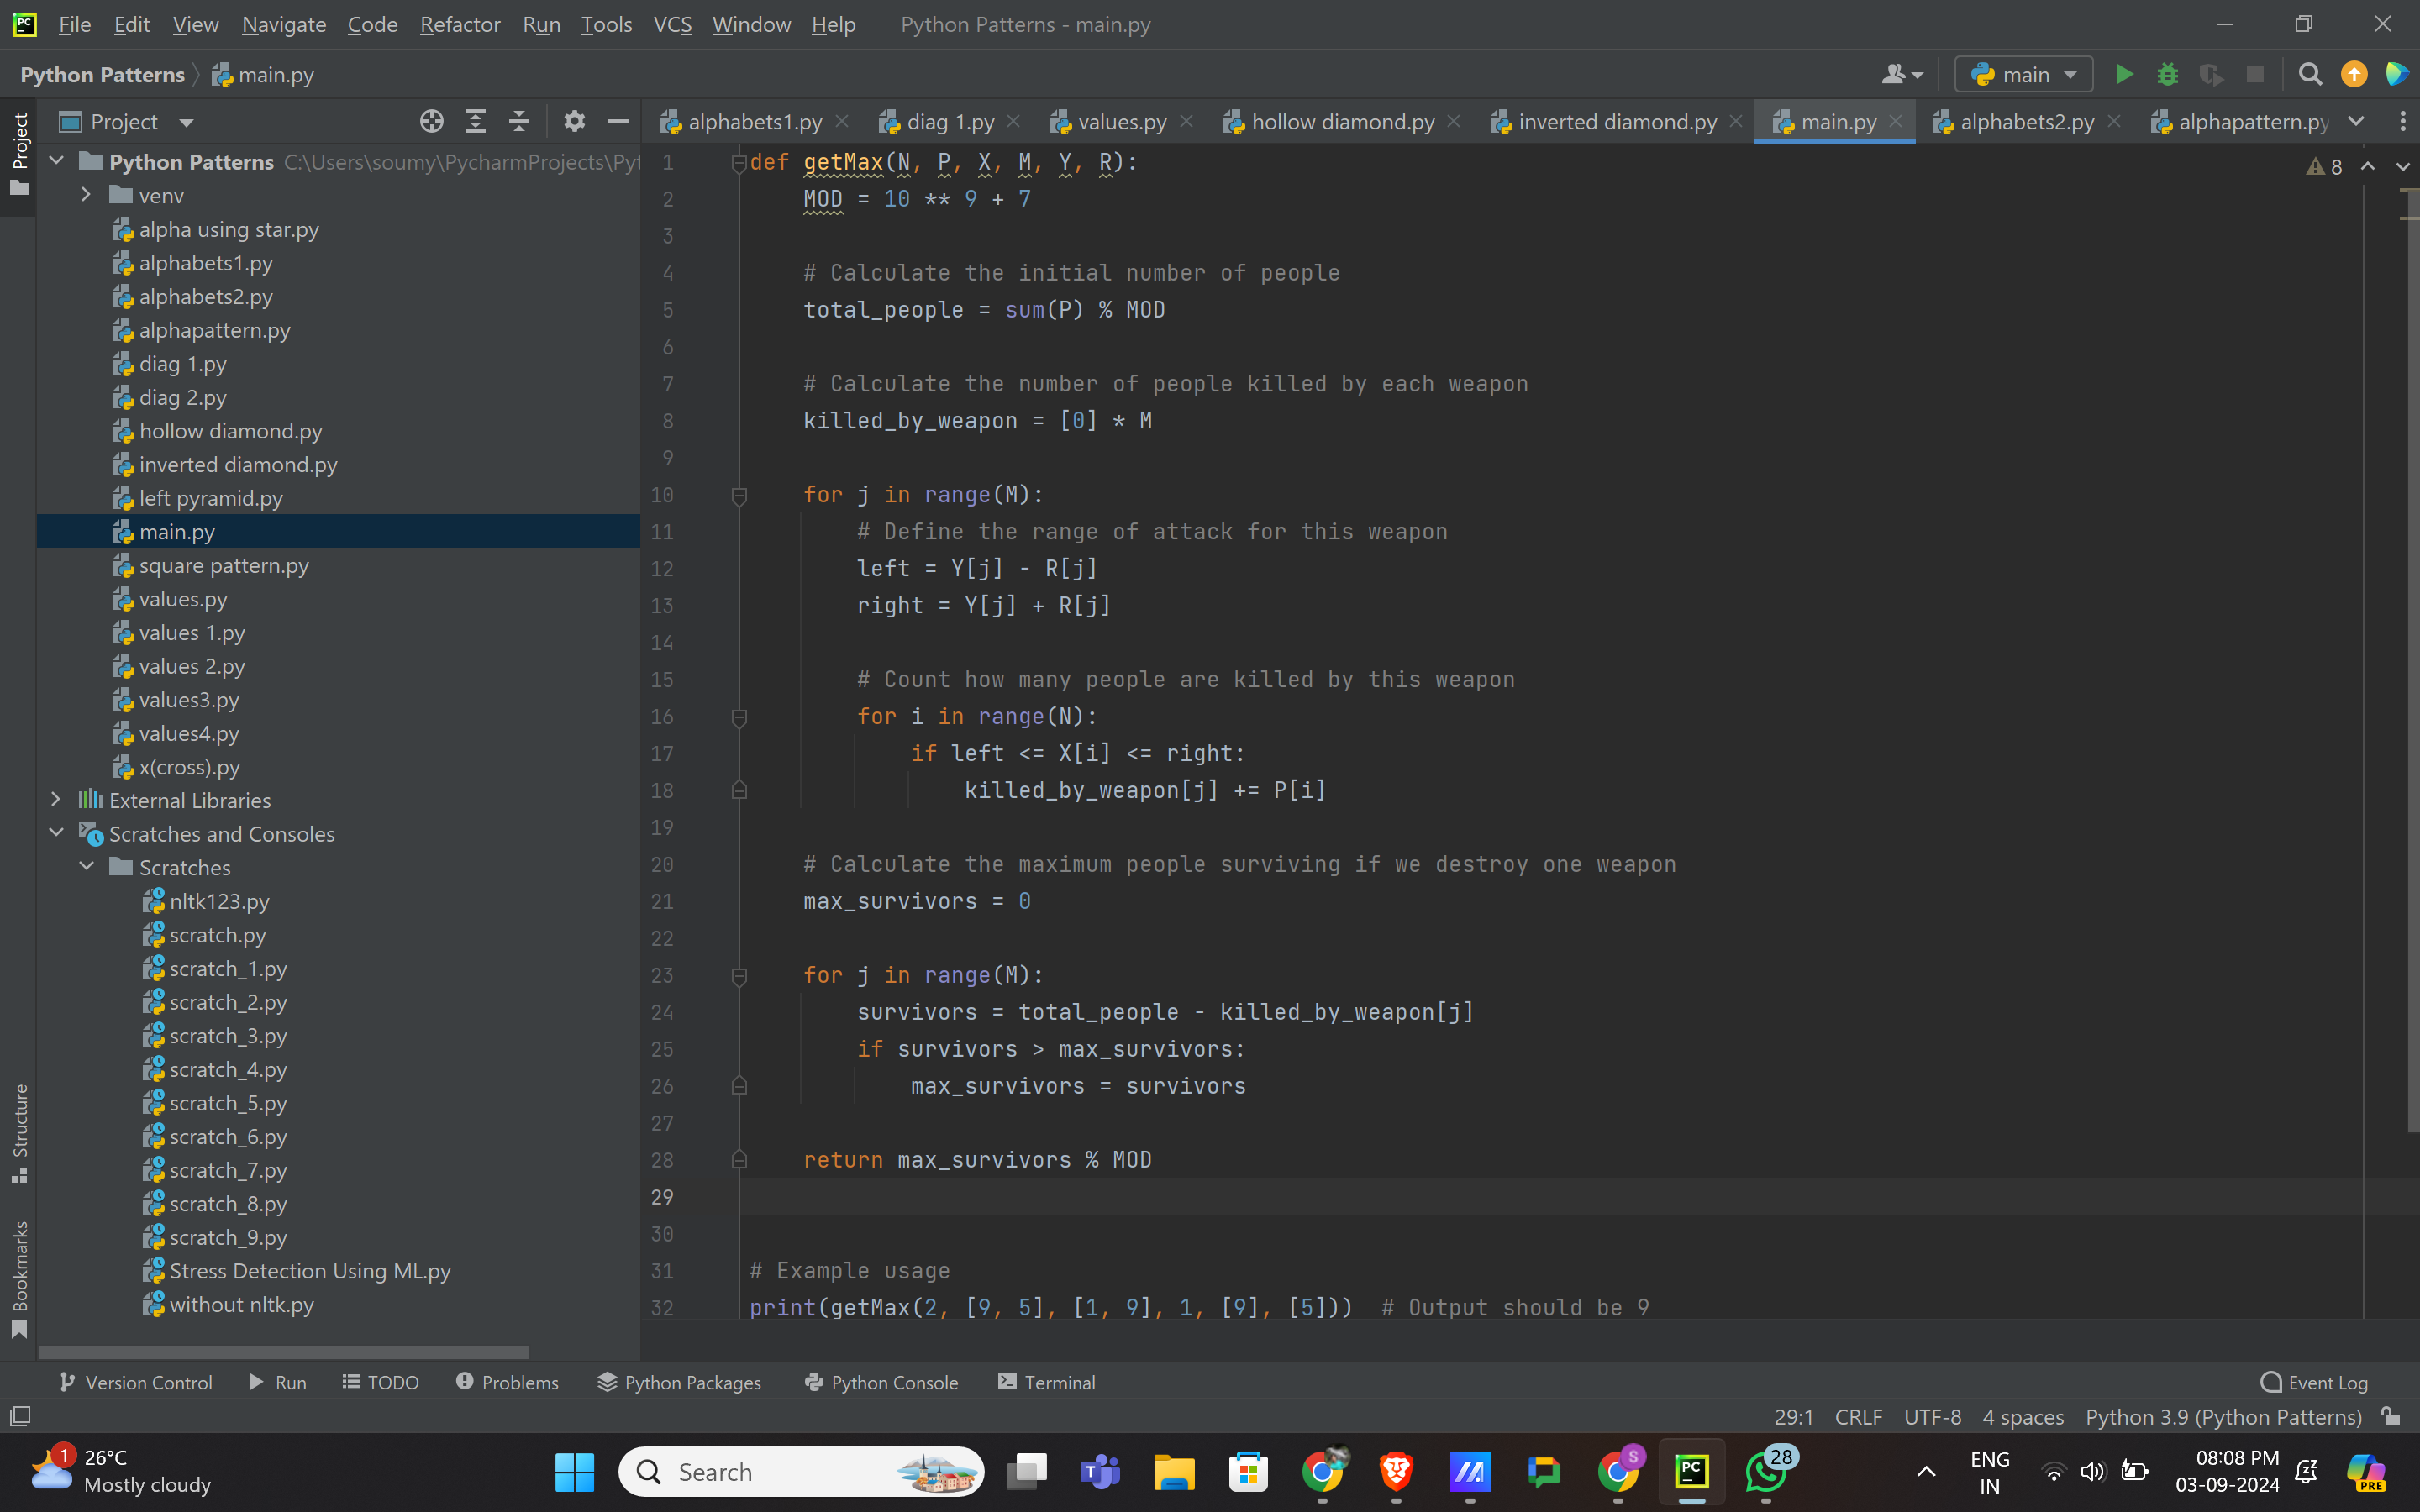 PC File Edit View Navigate Code Refactor Run Tools VCS Window Help Python Patterns - main.py
Python Patterns main.py main
Project alphabets1.py diag 1.py values.py hollow diamond.py inverted diamond.py main.py alphabets2.py alphapattern.py
Project
Structure
Bookmarks
Python Patterns C:\Users\soumy\PycharmProjects\Pyt
venv
alpha using star.py
alphabets1.py
alphabets2.py
alphapattern.py
diag 1.py
diag 2.py
hollow diamond.py
inverted diamond.py
left pyramid.py
main.py
square pattern.py
values.py
values 1.py
values 2.py
values3.py
values4.py
x(cross).py
External Libraries
Scratches and Consoles
Scratches
nltk123.py
scratch.py
scratch_1.py
scratch_2.py
scratch_3.py
scratch_4.py
scratch_5.py
scratch_6.py
scratch_7.py
scratch_8.py
scratch_9.py
Stress Detection Using ML.py
without nltk.py
8
1 def getMax(N, P, X, M, Y, R):
2     MOD = 10 ** 9 + 7
3
4     # Calculate the initial number of people
5     total_people = sum(P) % MOD
6
7     # Calculate the number of people killed by each weapon
8     killed_by_weapon = [0] * M
9
10     for j in range(M):
11         # Define the range of attack for this weapon
12         left = Y[j] - R[j]
13         right = Y[j] + R[j]
14
15         # Count how many people are killed by this weapon
16         for i in range(N):
17             if left <= X[i] <= right:
18                 killed_by_weapon[j] += P[i]
19
20     # Calculate the maximum people surviving if we destroy one weapon
21     max_survivors = 0
22
23     for j in range(M):
24         survivors = total_people - killed_by_weapon[j]
25         if survivors > max_survivors:
26             max_survivors = survivors
27
28     return max_survivors % MOD
29
30
31 # Example usage
32 print(getMax(2, [9, 5], [1, 9], 1, [9], [5]))  # Output should be 9
Version Control Run TODO Problems Python Packages Python Console Terminal Event Log
29:1 CRLF UTF-8 4 spaces Python 3.9 (Python Patterns)
1 26°C
Mostly cloudy
Search
T
S
PC
28
ENG
IN
08:08 PM
03-09-2024
PRE